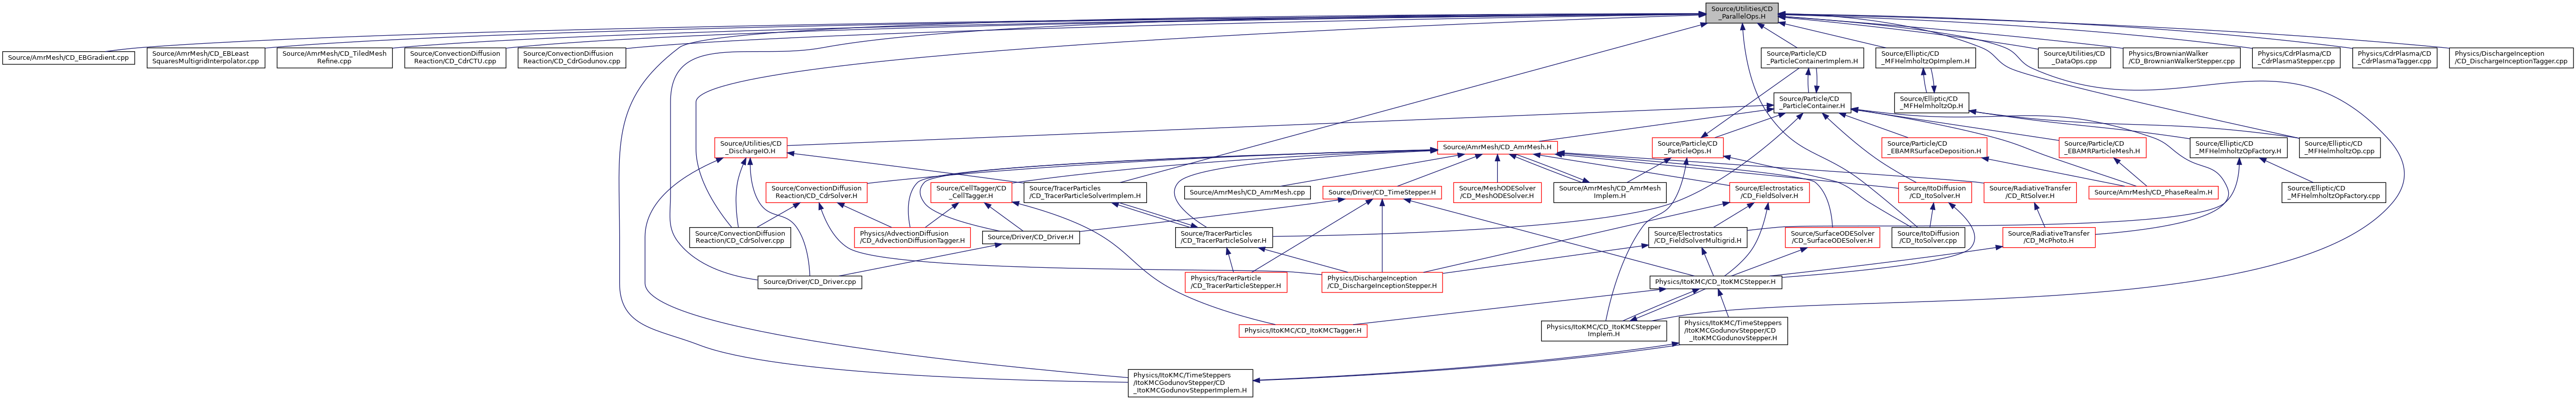 Source/Utilities/CD
_ParallelOps.H
Source/AmrMesh/CD_EBGradient.cpp
Source/AmrMesh/CD_EBLeast
SquaresMultigridInterpolator.cpp
Source/AmrMesh/CD_TiledMesh
Refine.cpp
Source/ConvectionDiffusion
Reaction/CD_CdrCTU.cpp
Source/ConvectionDiffusion
Reaction/CD_CdrGodunov.cpp
Source/Particle/CD
_ParticleContainerImplem.H
Source/Elliptic/CD
_MFHelmholtzOpImplem.H
Source/Utilities/CD
_DataOps.cpp
Physics/BrownianWalker
/CD_BrownianWalkerStepper.cpp
Physics/CdrPlasma/CD
_CdrPlasmaStepper.cpp
Physics/CdrPlasma/CD
_CdrPlasmaTagger.cpp
Physics/DischargeInception
/CD_DischargeInceptionTagger.cpp
Source/Particle/CD
_ParticleContainer.H
Source/Elliptic/CD
_MFHelmholtzOp.H
Source/Utilities/CD
_DischargeIO.H
Source/AmrMesh/CD_AmrMesh.H
Source/Particle/CD
_ParticleOps.H
Source/Particle/CD
_EBAMRSurfaceDeposition.H
Source/Particle/CD
_EBAMRParticleMesh.H
Source/Elliptic/CD
_MFHelmholtzOpFactory.H
Source/Elliptic/CD
_MFHelmholtzOp.cpp
Source/ConvectionDiffusion
Reaction/CD_CdrSolver.H
Source/CellTagger/CD
_CellTagger.H
Source/TracerParticles
/CD_TracerParticleSolverImplem.H
Source/AmrMesh/CD_AmrMesh.cpp
Source/Driver/CD_TimeStepper.H
Source/MeshODESolver
/CD_MeshODESolver.H
Source/AmrMesh/CD_AmrMesh
Implem.H
Source/Electrostatics
/CD_FieldSolver.H
Source/ItoDiffusion
/CD_ItoSolver.H
Source/RadiativeTransfer
/CD_RtSolver.H
Source/AmrMesh/CD_PhaseRealm.H
Source/Elliptic/CD
_MFHelmholtzOpFactory.cpp
Source/ConvectionDiffusion
Reaction/CD_CdrSolver.cpp
Physics/AdvectionDiffusion
/CD_AdvectionDiffusionTagger.H
Source/Driver/CD_Driver.H
Source/TracerParticles
/CD_TracerParticleSolver.H
Source/Electrostatics
/CD_FieldSolverMultigrid.H
Source/SurfaceODESolver
/CD_SurfaceODESolver.H
Source/ItoDiffusion
/CD_ItoSolver.cpp
Source/RadiativeTransfer
/CD_McPhoto.H
Source/Driver/CD_Driver.cpp
Physics/TracerParticle
/CD_TracerParticleStepper.H
Physics/DischargeInception
/CD_DischargeInceptionStepper.H
Physics/ItoKMC/CD_ItoKMCStepper.H
Physics/ItoKMC/CD_ItoKMCTagger.H
Physics/ItoKMC/CD_ItoKMCStepper
Implem.H
Physics/ItoKMC/TimeSteppers
/ItoKMCGodunovStepper/CD
_ItoKMCGodunovStepper.H
Physics/ItoKMC/TimeSteppers
/ItoKMCGodunovStepper/CD
_ItoKMCGodunovStepperImplem.H